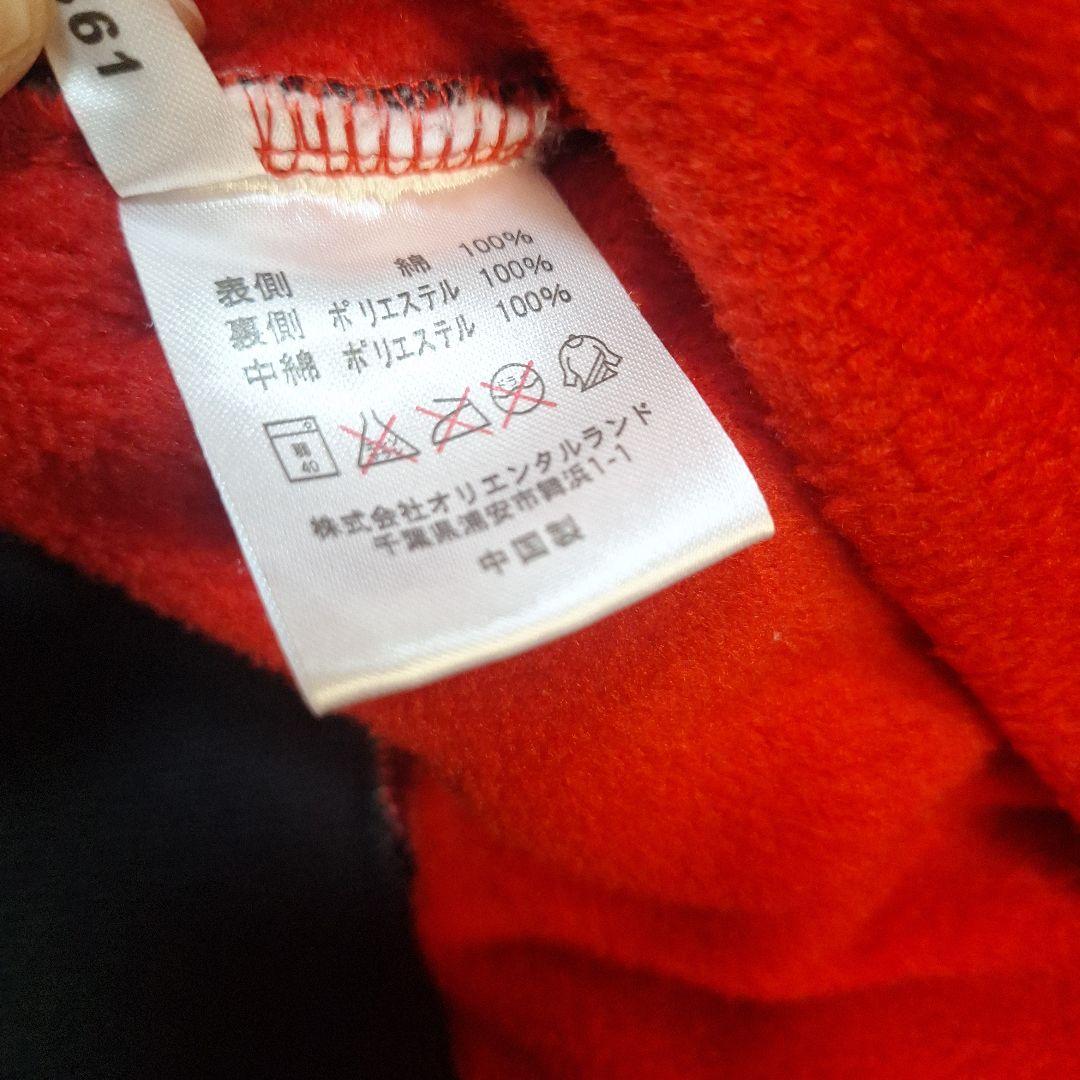 61
表側 綿 100%
裏側 ポリエステル 100%
中綿 ポリエステル 100%
40
株式会社オリエンタルランド
千葉県浦安市舞浜1-1
中国製